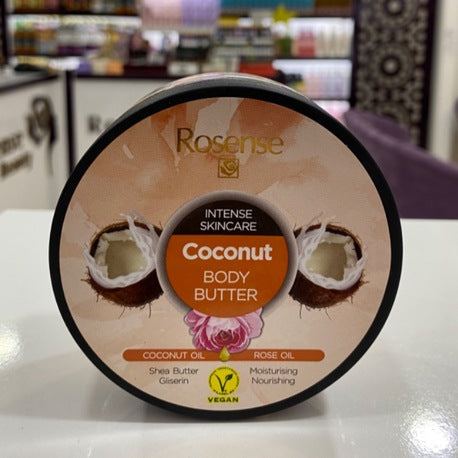 Rosense
INTENSE
SKINCARE
Coconut
BODY
BUTTER
COCONUT OIL ROSE OIL
Shea Butter Moisturising
Gliserin Nourishing
VEGAN